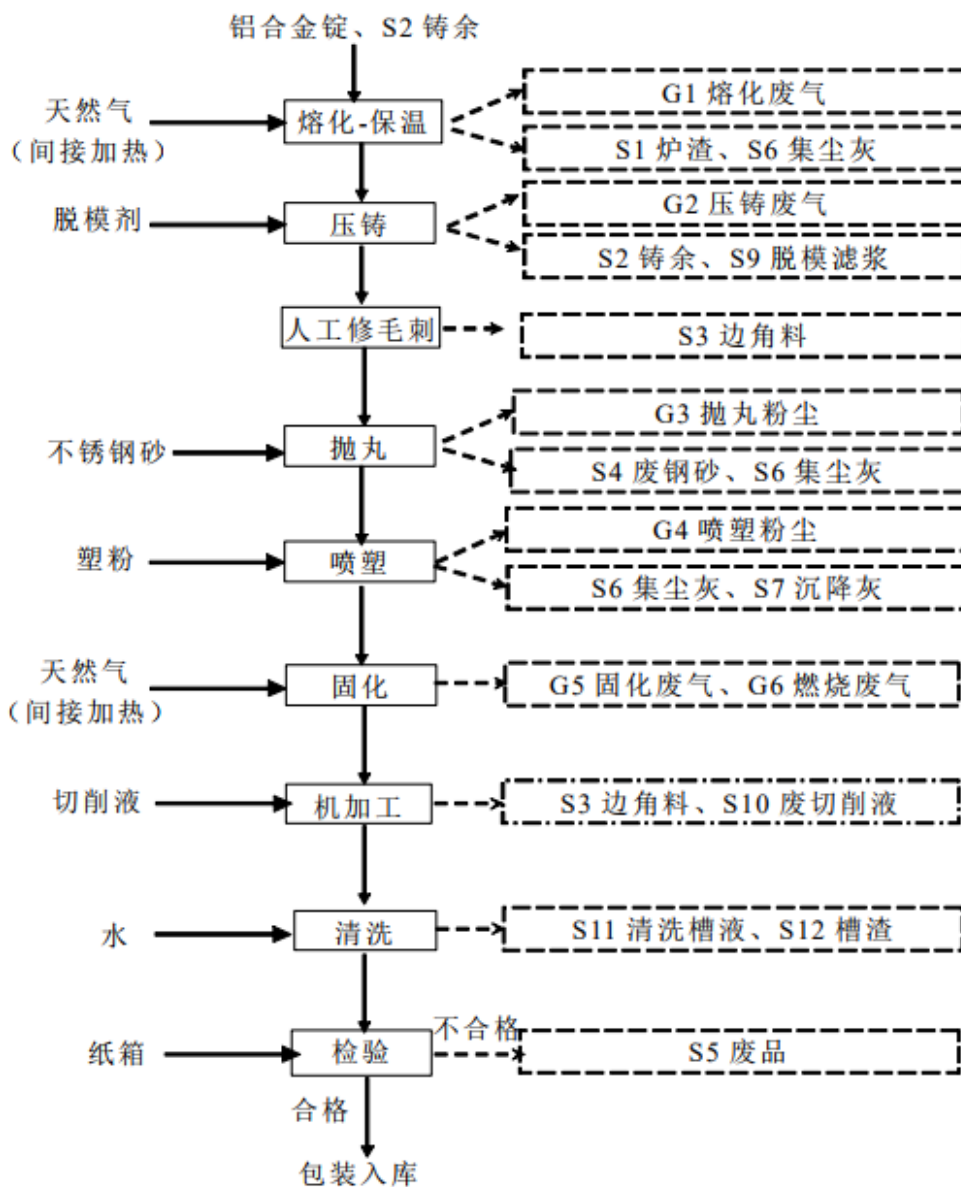 铝合金锭、S2 铸余
天然气
（间接加热）
熔化-保温
G1 熔化废气
S1 炉渣、S6 集尘灰
脱模剂
压铸
G2 压铸废气
S2 铸余、S9 脱模滤浆
人工修毛刺
S3 边角料
不锈钢砂
抛丸
G3 抛丸粉尘
S4 废钢砂、S6 集尘灰
塑粉
喷塑
G4 喷塑粉尘
S6 集尘灰、S7 沉降灰
天然气
（间接加热）
固化
G5 固化废气、G6 燃烧废气
切削液
机加工
S3 边角料、S10 废切削液
水
清洗
S11 清洗槽液、S12 槽渣
纸箱
检验
不合格
S5 废品
合格
包装入库